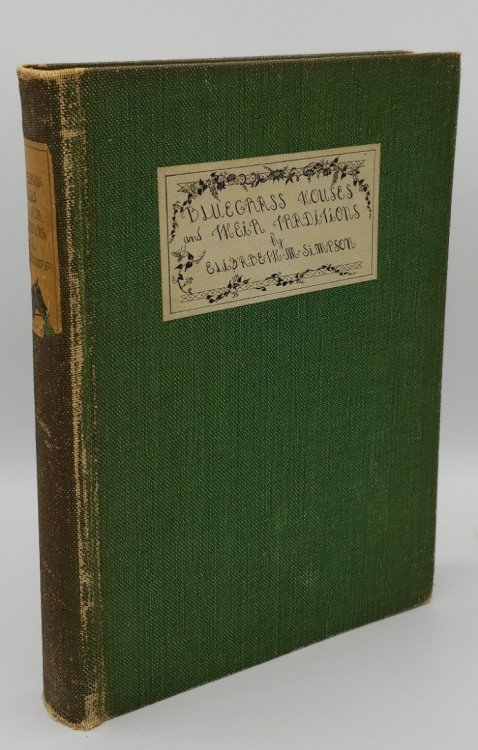 BLUEGRASS HOUSES
and THEIR TRADITIONS
by
ELIZABETH M. SIMPSON